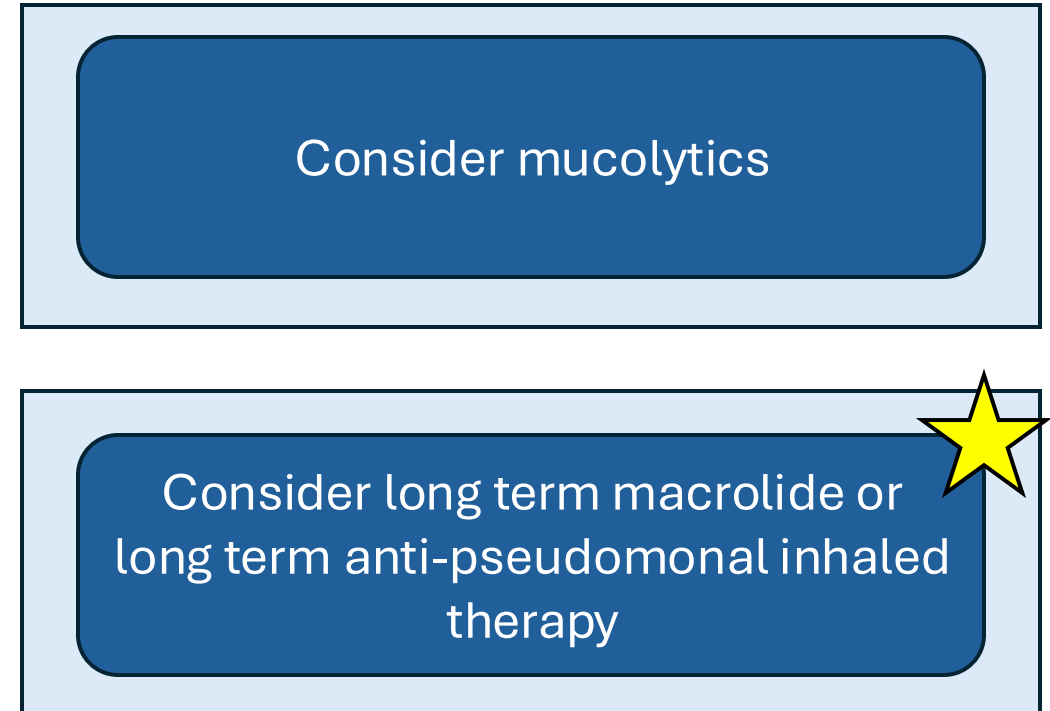 Consider mucolytics
Consider long term macrolide or
long term anti-pseudomonal inhaled
therapy